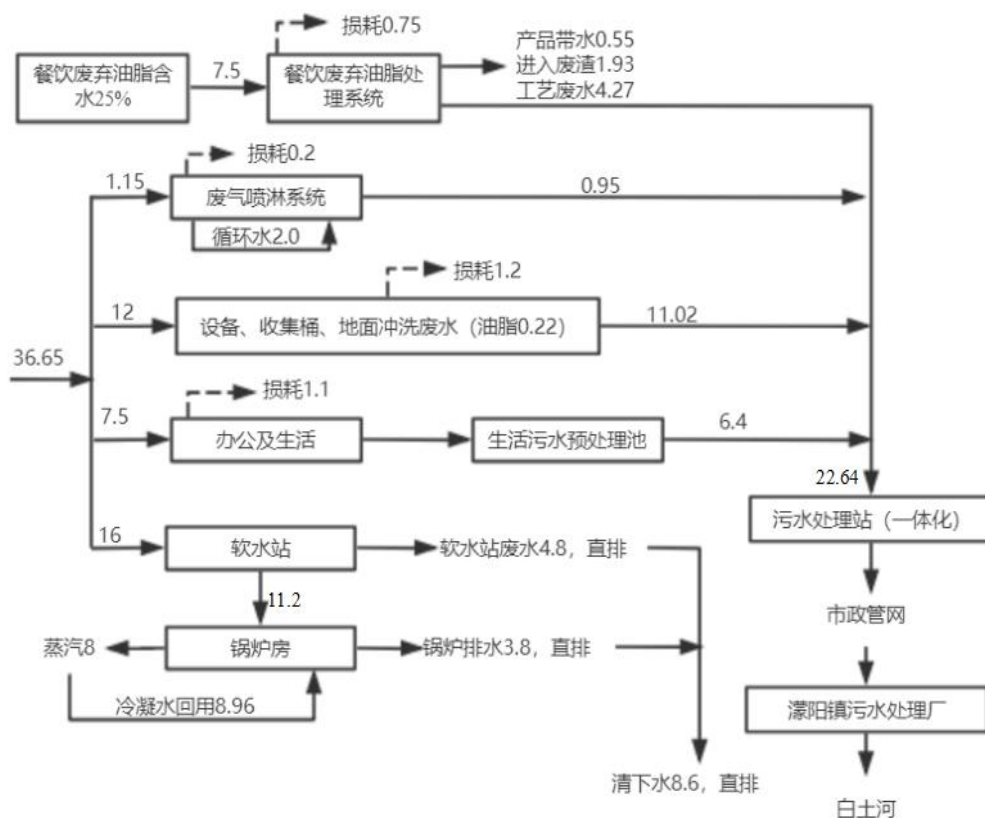 损耗0.75
餐饮废弃油脂含
水25%
7.5
餐饮废弃油脂处
理系统
产品带水0.55
进入废渣1.93
工艺废水4.27
损耗0.2
1.15
废气喷淋系统
0.95
循环水2.0
损耗1.2
12
设备、收集桶、地面冲洗废水（油脂0.22）
11.02
36.65
损耗1.1
7.5
办公及生活
生活污水预处理池
6.4
22.64
污水处理站（一体化）
16
软水站
软水站废水4.8，直排
11.2
市政管网
蒸汽8
锅炉房
锅炉排水3.8，直排
冷凝水回用8.96
濛阳镇污水处理厂
清下水8.6，直排
白土河